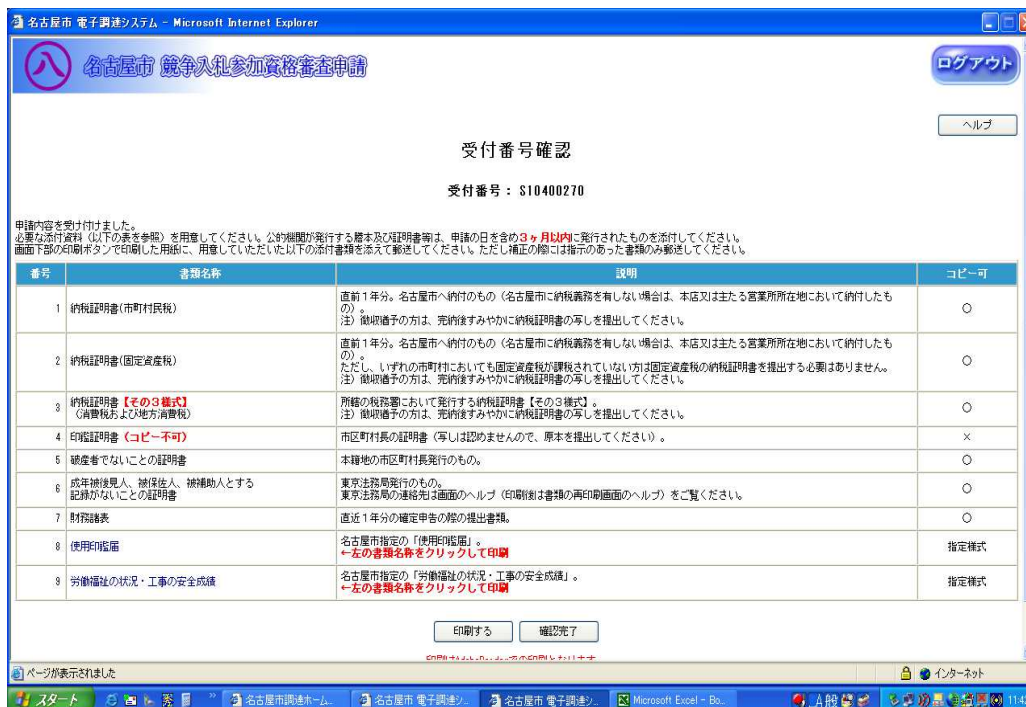 名古屋市 電子調達システム - Microsoft Internet Explorer
八 名古屋市 競争入札参加資格審査申請
ログアウト
ヘルプ
受付番号確認
受付番号： S10400270
申請内容を受け付けました。
必要な添付資料（以下の表を参照）を用意してください。公的機関が発行する謄本及び証明書等は、申請の日を含め３ヶ月以内に発行されたものを添付してください。
画面下部の印刷ボタンで印刷した用紙に、用意していただいた以下の添付書類を添えて郵送してください。ただし補正の際には指示のあった書類のみ郵送してください。
番号 書類名称 説明 コピー可
1 納税証明書(市町村民税) 直前１年分。名古屋市へ納付のもの（名古屋市に納税義務を有しない場合は、本店又は主たる営業所所在地において納付したも
の）。
注）徴収猶予の方は、完納後すみやかに納税証明書の写しを提出してください。 ○
2 納税証明書(固定資産税) 直前１年分。名古屋市へ納付のもの（名古屋市に納税義務を有しない場合は、本店又は主たる営業所所在地において納付したも
の）。
ただし、いずれの市町村においても固定資産税が課税されていない方は固定資産税の納税証明書を提出する必要はありません。
注）徴収猶予の方は、完納後すみやかに納税証明書の写しを提出してください。 ○
3 納税証明書【その３様式】
（消費税および地方消費税） 所轄の税務署において発行する納税証明書【その３様式】。
注）徴収猶予の方は、完納後すみやかに納税証明書の写しを提出してください。 ○
4 印鑑証明書（コピー不可） 市区町村長の証明書（写しは認めませんので、原本を提出してください）。 ×
5 破産者でないことの証明書 本籍地の市区町村長発行のもの。 ○
6 成年被後見人、被保佐人、被補助人とする
記録がないことの証明書 東京法務局発行のもの。
東京法務局の連絡先は画面のヘルプ（印刷後は書類の再印刷画面のヘルプ）をご覧ください。 ○
7 財務諸表 直近１年分の確定申告の際の提出書類。 ○
8 使用印鑑届 名古屋市指定の「使用印鑑届」。
←左の書類名称をクリックして印刷 指定様式
9 労働福祉の状況・工事の安全成績 名古屋市指定の「労働福祉の状況・工事の安全成績」。
←左の書類名称をクリックして印刷 指定様式
印刷する 確認完了
ページが表示されました インターネット
スタート 名古屋市調達ホーム... 名古屋市 電子調達シ... 名古屋市 電子調達シ... Microsoft Excel - Bo... A 般